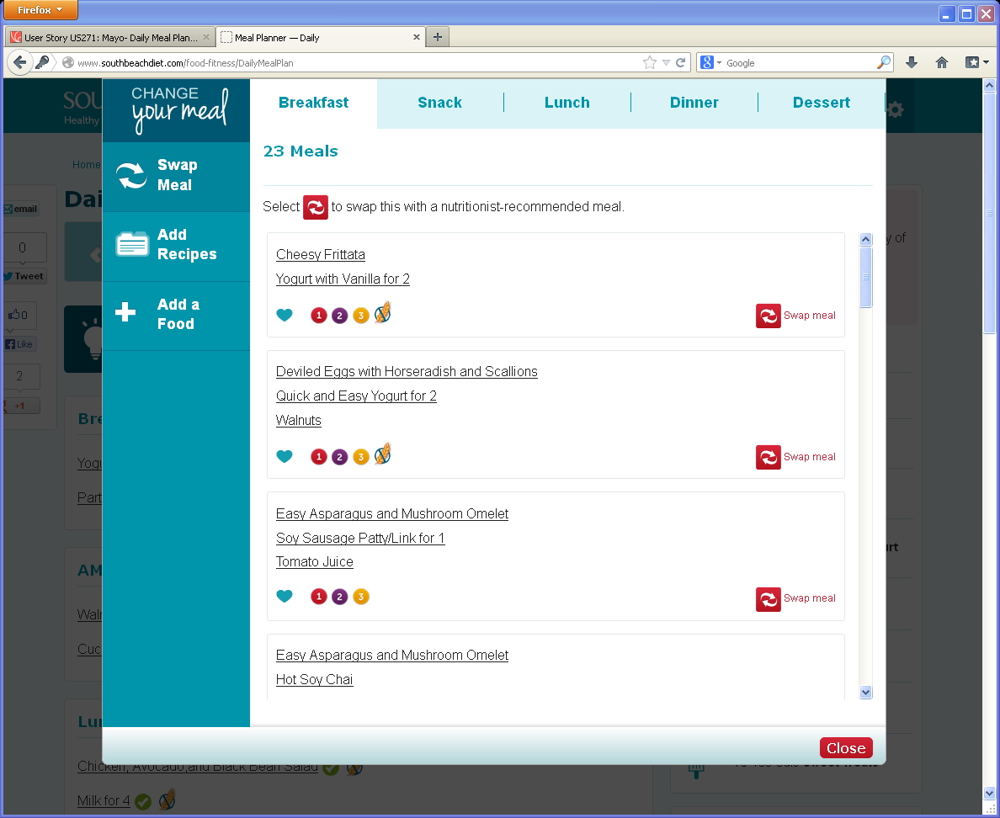 Firefox
User Story US271: Mayo- Daily Meal Plan...
Meal Planner — Daily
www.southbeachdiet.com/food-fitness/DailyMealPlan
Google
SOU
Healthy
CHANGE
your meal
Breakfast
Snack
Lunch
Dinner
Dessert
Swap
Meal
Add
Recipes
Add a
Food
23 Meals
Select to swap this with a nutritionist-recommended meal.
Cheesy Frittata
Yogurt with Vanilla for 2
1 2 3
Swap meal
Deviled Eggs with Horseradish and Scallions
Quick and Easy Yogurt for 2
Walnuts
1 2 3
Swap meal
Easy Asparagus and Mushroom Omelet
Soy Sausage Patty/Link for 1
Tomato Juice
1 2 3
Swap meal
Easy Asparagus and Mushroom Omelet
Hot Soy Chai
Close
Home
Dai
email
0
Tweet
0
Like
2
+1
Bre
Yogu
Part
AM
Waln
Cuc
Lun
Chicken, Avocado, and Black Bean Salad
Milk for 4
y of
urt